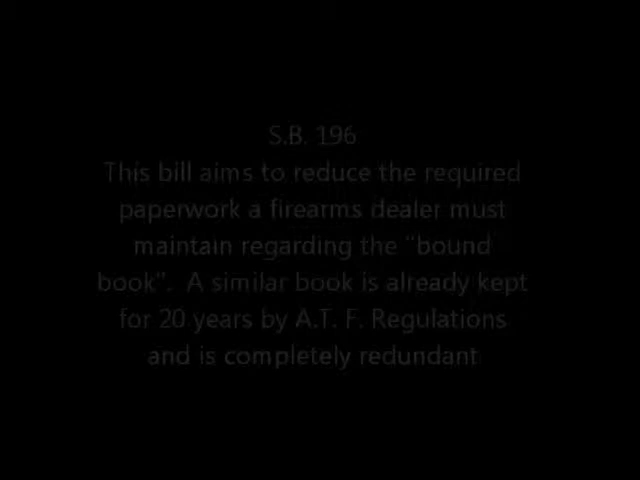 S.B. 196
This bill aims to reduce the required
paperwork a firearms dealer must
maintain regarding the "bound
book".  A similar book is already kept
for 20 years by A.T. F. Regulations
and is completely redundant